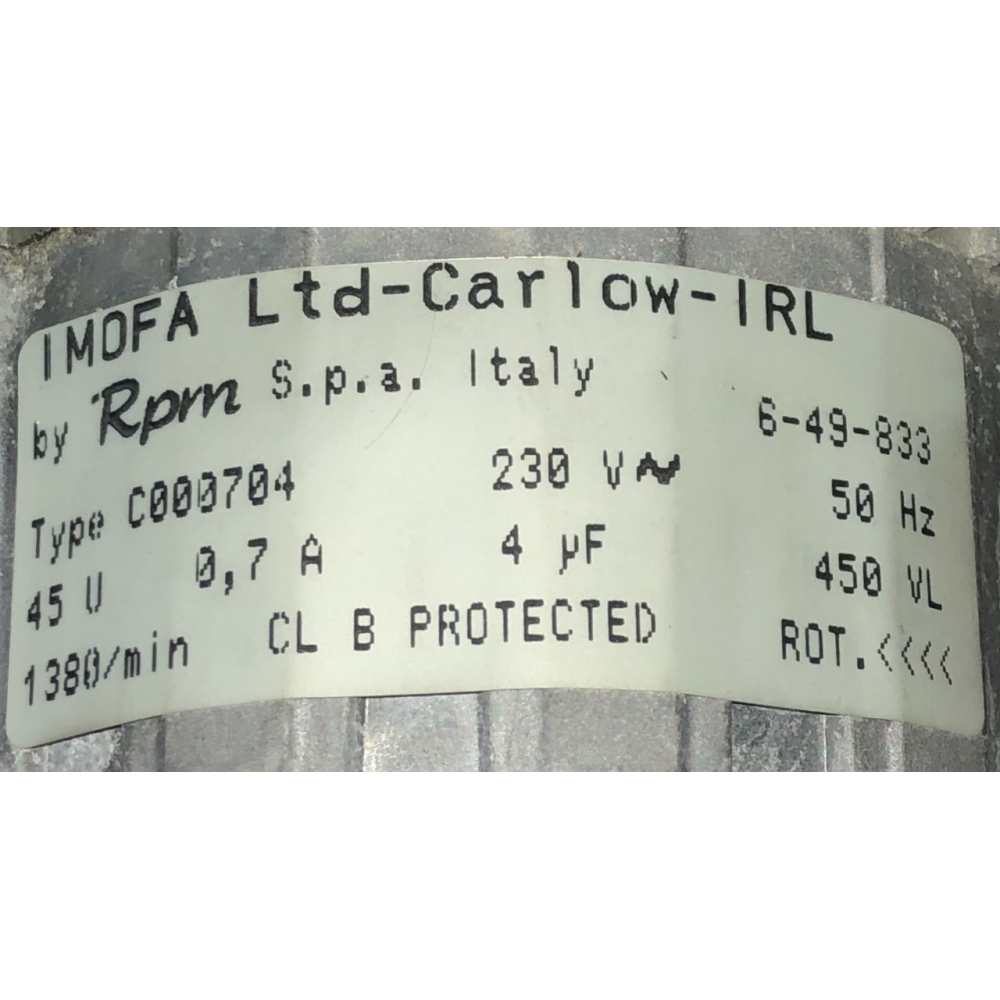 IMOFA Ltd-Carlow-IRL
by Rpm S.p.a. Italy
6-49-833
Type C000704 230 V~ 50 Hz
45 U 0,7 A 4 µF 450 VL
1380/min CL B PROTECTED ROT.<<<<